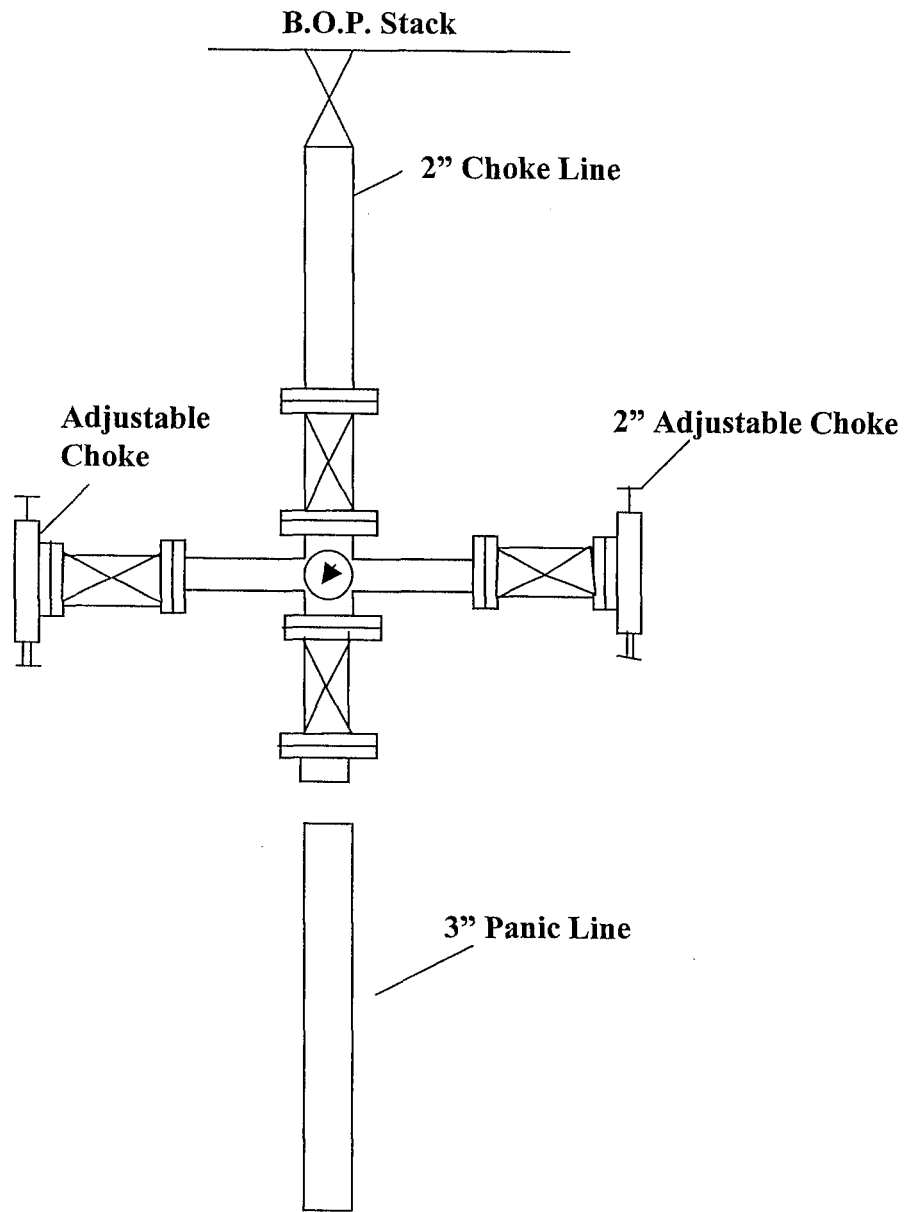 B.O.P. Stack
2” Choke Line
Adjustable
Choke
2” Adjustable Choke
3” Panic Line